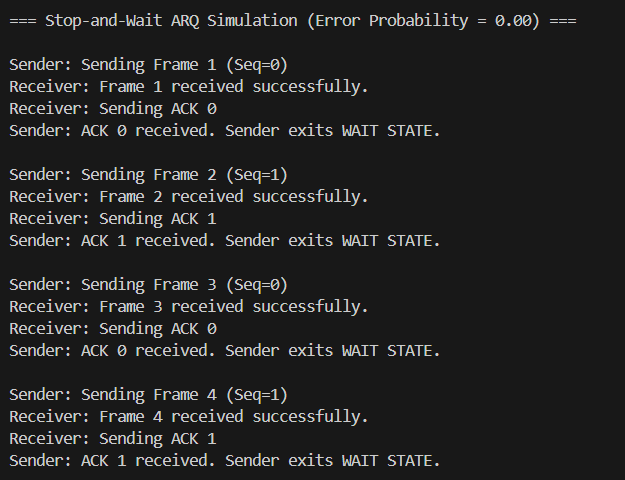 === Stop-and-Wait ARQ Simulation (Error Probability = 0.00) ===
Sender: Sending Frame 1 (Seq=0)
Receiver: Frame 1 received successfully.
Receiver: Sending ACK 0
Sender: ACK 0 received. Sender exits WAIT STATE.
Sender: Sending Frame 2 (Seq=1)
Receiver: Frame 2 received successfully.
Receiver: Sending ACK 1
Sender: ACK 1 received. Sender exits WAIT STATE.
Sender: Sending Frame 3 (Seq=0)
Receiver: Frame 3 received successfully.
Receiver: Sending ACK 0
Sender: ACK 0 received. Sender exits WAIT STATE.
Sender: Sending Frame 4 (Seq=1)
Receiver: Frame 4 received successfully.
Receiver: Sending ACK 1
Sender: ACK 1 received. Sender exits WAIT STATE.